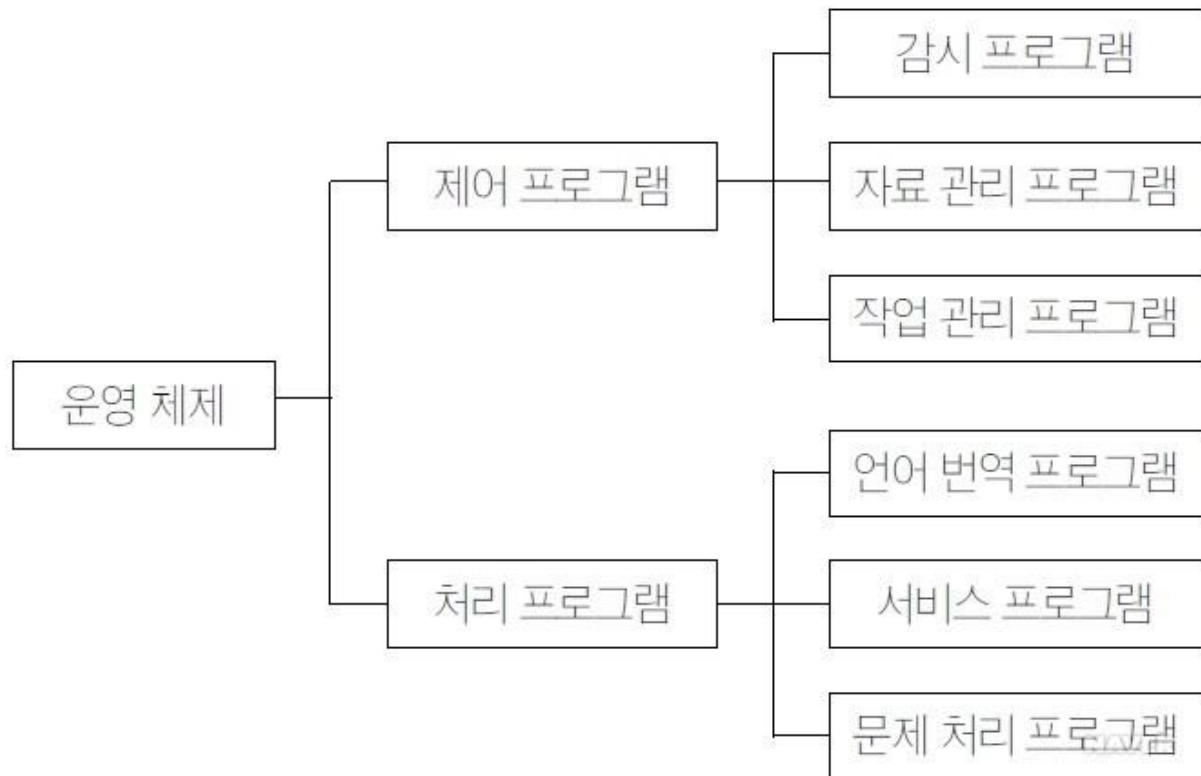 감시 프로그램
제어 프로그램
자료 관리 프로그램
작업 관리 프로그램
운영 체제
언어 번역 프로그램
처리 프로그램
서비스 프로그램
문제 처리 프로그램